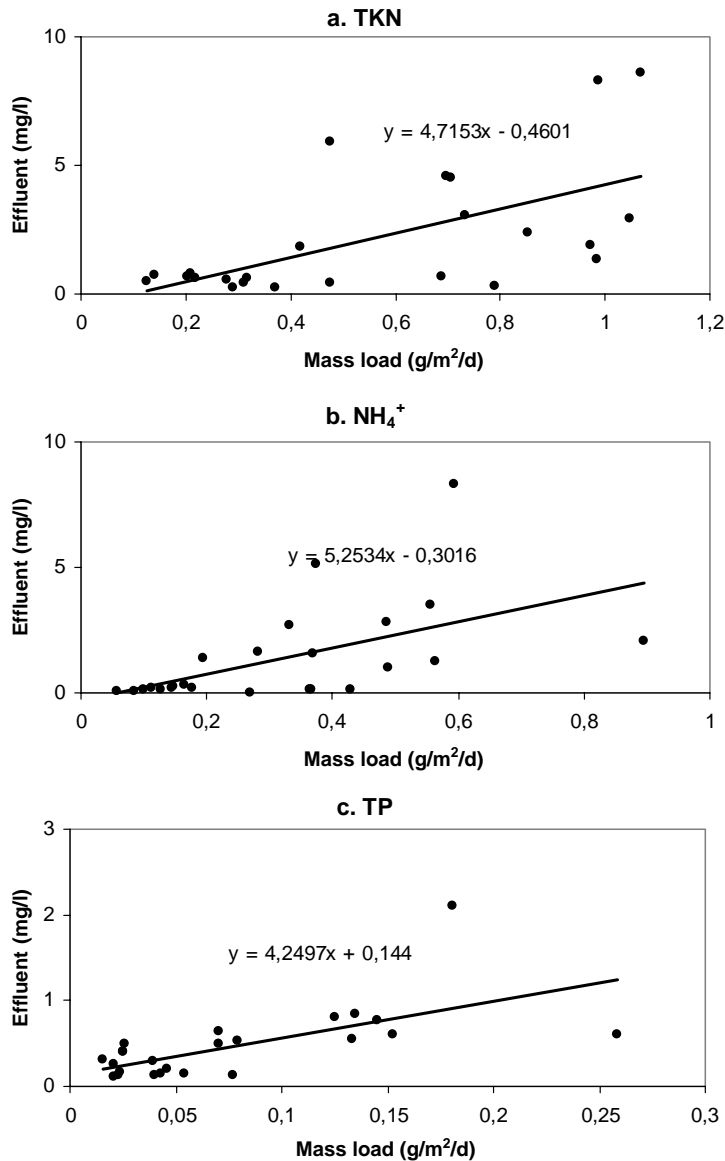 a. TKN
10
5
0
Effluent (mg/l)
y = 4,7153x - 0,4601
0 0,2 0,4 0,6 0,8 1 1,2
Mass load (g/m²/d)
b. NH₄⁺
10
5
0
Effluent (mg/l)
y = 5,2534x - 0,3016
0 0,2 0,4 0,6 0,8 1
Mass load (g/m²/d)
c. TP
3
2
1
0
Effluent (mg/l)
y = 4,2497x + 0,144
0 0,05 0,1 0,15 0,2 0,25 0,3
Mass load (g/m²/d)